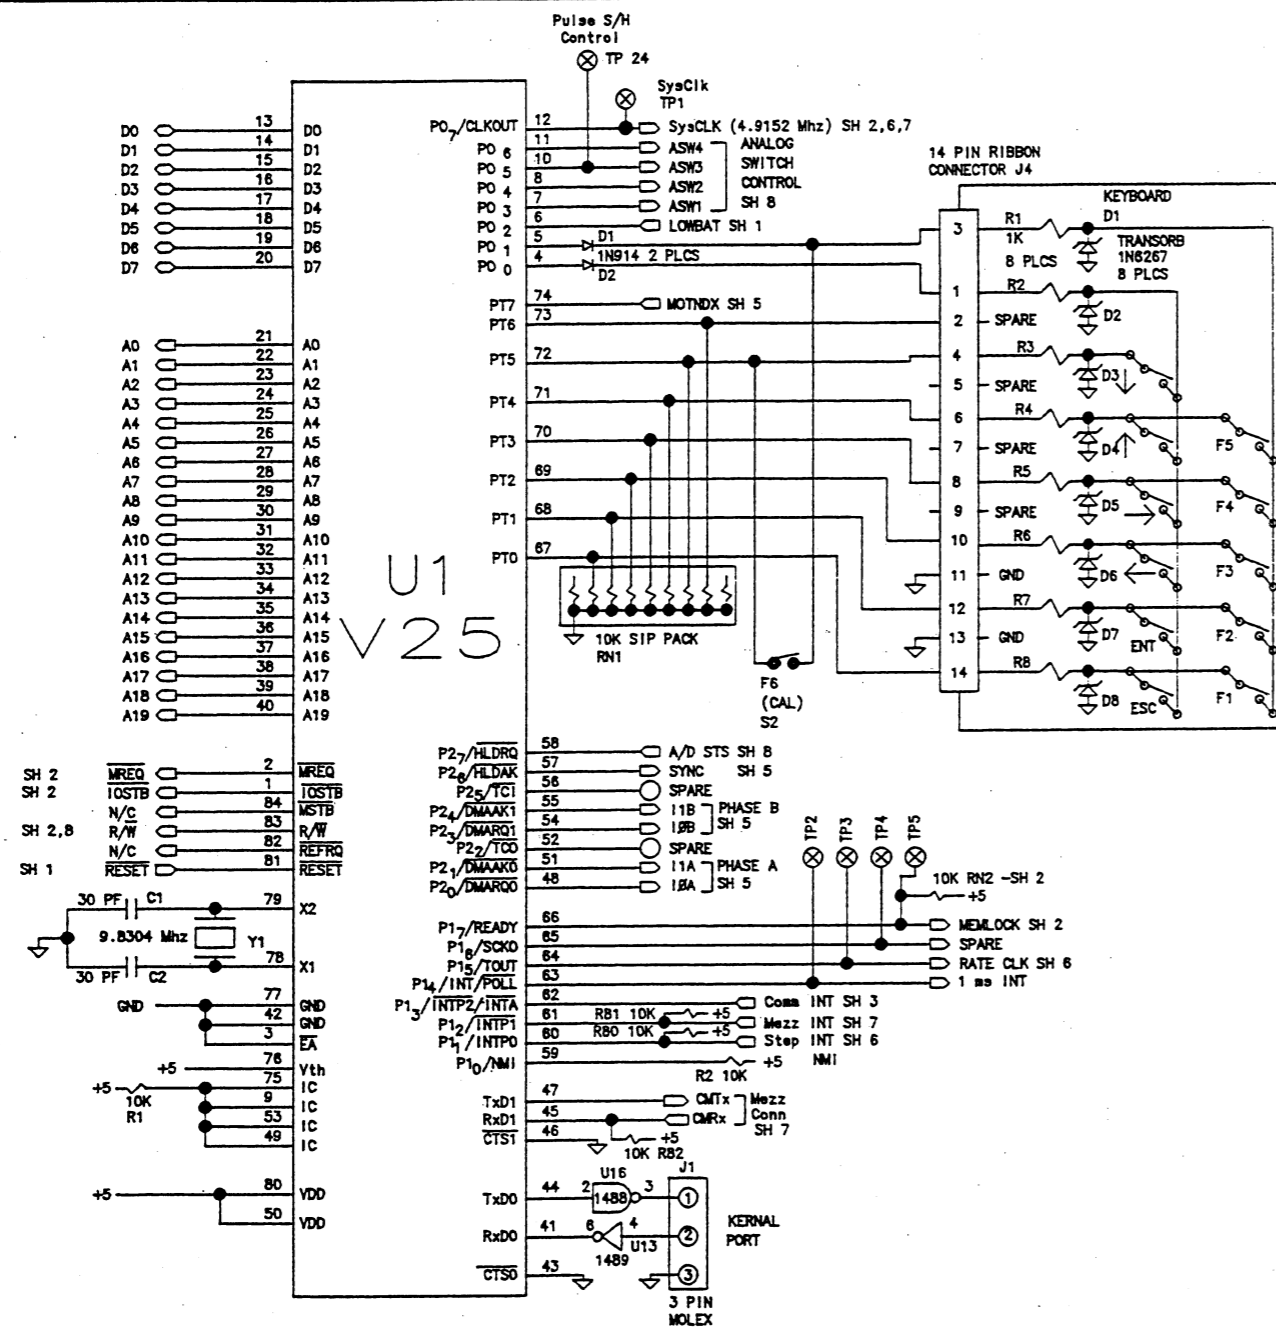 Pulse S/H
Control
TP 24
SysClk
TP1
D0 13 D0
D1 14 D1
D2 15 D2
D3 16 D3
D4 17 D4
D5 18 D5
D6 19 D6
D7 20 D7
A0 21 A0
A1 22 A1
A2 23 A2
A3 24 A3
A4 25 A4
A5 26 A5
A6 27 A6
A7 28 A7
A8 29 A8
A9 30 A9
A10 31 A10
A11 32 A11
A12 33 A12
A13 34 A13
A14 35 A14
A15 36 A15
A16 37 A16
A17 38 A17
A18 39 A18
A19 40 A19
SH 2 MREQ 2 MREQ
SH 2 IOSTB 1 IOSTB
N/C 84 MSTB
SH 2,8 R/W 83 R/W
N/C 82 REFRQ
SH 1 RESET 81 RESET
30 PF C1 79 X2
9.8304 Mhz Y1
30 PF C2 78 X1
GND 77 GND
42 GND
3 EA
+5 76 Vth
+5 10K R1 75 IC
9 IC
53 IC
49 IC
+5 80 VDD
50 VDD
U1
V25
PO7/CLKOUT 12 SysCLK (4.9152 Mhz) SH 2,6,7
PO 6 11 ASW4
PO 5 10 ASW3
PO 4 8 ASW2
PO 3 7 ASW1
ANALOG
SWITCH
CONTROL
SH 8
PO 2 6 LOWBAT SH 1
PO 1 5 D1
1N914 2 PLCS
PO 0 4 D2
PT7 74 MOTNDX SH 5
PT6 73
PT5 72
PT4 71
PT3 70
PT2 69
PT1 68
PT0 67
10K SIP PACK
RN1
F6
(CAL)
S2
P27/HLDRQ 58 A/D STS SH 8
P26/HLDAK 57 SYNC SH 5
P25/TCI 56 SPARE
P24/DMAAK1 55 I1B
P23/DMARQ1 54 IØB
PHASE B
SH 5
P22/TCO 52 SPARE
P21/DMAAKO 51 I1A
P20/DMARQO 48 IØA
PHASE A
SH 5
TP2 TP3 TP4 TP5
10K RN2 -SH 2
+5
P17/READY 66 MEMLOCK SH 2
P16/SCKO 65 SPARE
P15/TOUT 64 RATE CLK SH 6
P14/INT/POLL 63 1 ms INT
P13/INTP2/INTA 62 Comm INT SH 3
R81 10K +5
P12/INTP1 61 Mezz INT SH 7
R80 10K +5
P11/INTP0 60 Step INT SH 6
P10/NMI 59 R2 10K +5 NMI
TxD1 47 CMTx
RxD1 45 CMRx
Mezz
Conn
SH 7
CTS1 46
10K R82 +5
TxD0 44 2 U16 1488 3 1
RxD0 41 6 1489 4 U13 2
CTS0 43 3
J1
KERNAL
PORT
3 PIN
MOLEX
14 PIN RIBBON
CONNECTOR J4
KEYBOARD
3 R1 D1
1K
8 PLCS
TRANSORB
1N6267
8 PLCS
1 R2 D2
2 SPARE
4 R3 D3
5 SPARE
6 R4 D4 F5
7 SPARE
8 R5 D5 F4
9 SPARE
10 R6 D6 F3
11 GND
12 R7 D7 ENT F2
13 GND
14 R8 D8 ESC F1